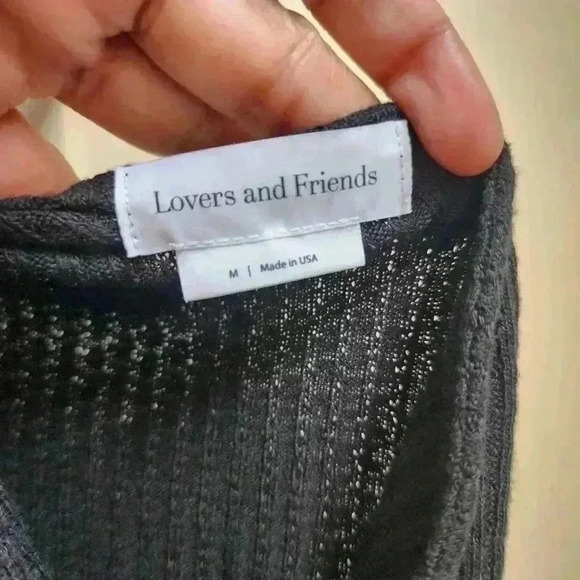 Lovers and Friends
M | Made in USA